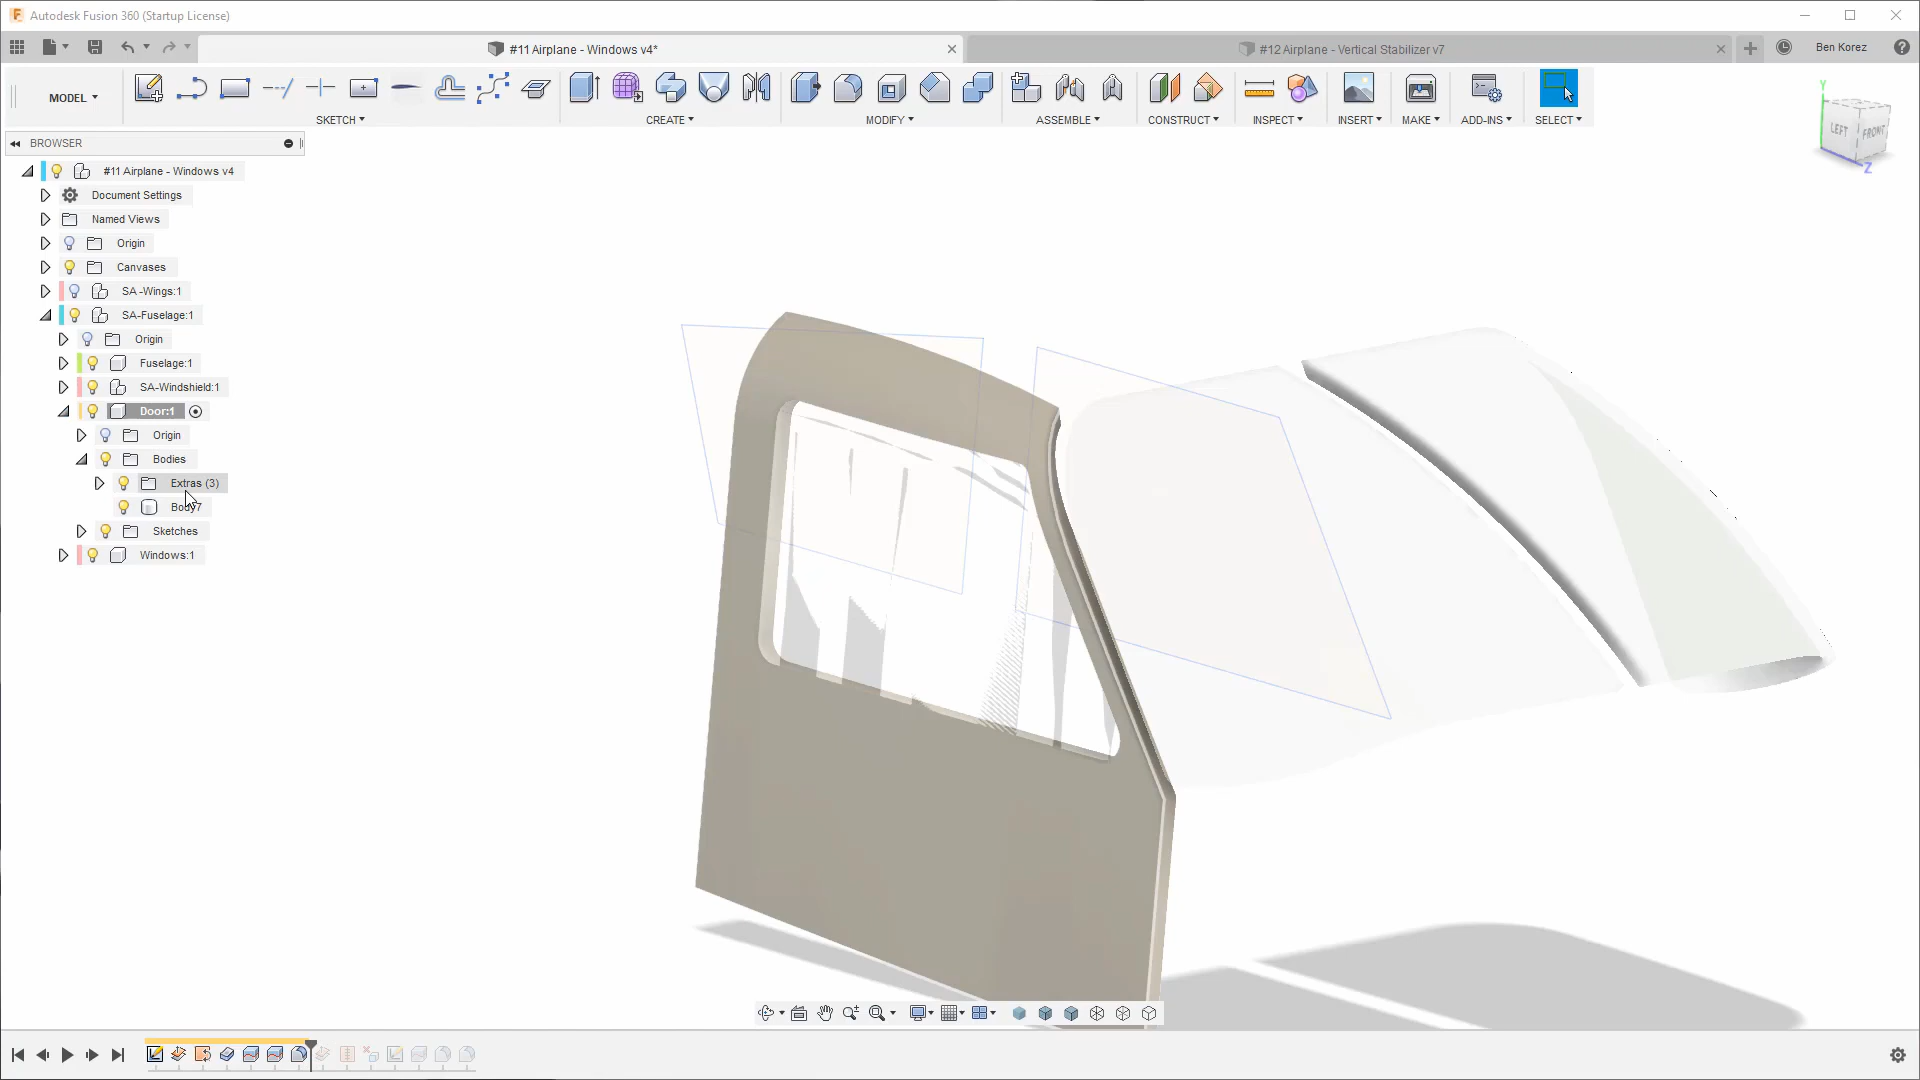 Autodesk Fusion 360 (Startup License)
#11 Airplane - Windows v4*
#12 Airplane - Vertical Stabilizer v7
Ben Korez
MODEL
SKETCH
CREATE
MODIFY
ASSEMBLE
CONSTRUCT
INSPECT
INSERT
MAKE
ADD-INS
SELECT
Y
LEFT
FRONT
Z
BROWSER
#11 Airplane - Windows v4
Document Settings
Named Views
Origin
Canvases
SA -Wings:1
SA-Fuselage:1
Origin
Fuselage:1
SA-Windshield:1
Door:1
Origin
Bodies
Extras (3)
Body7
Sketches
Windows:1